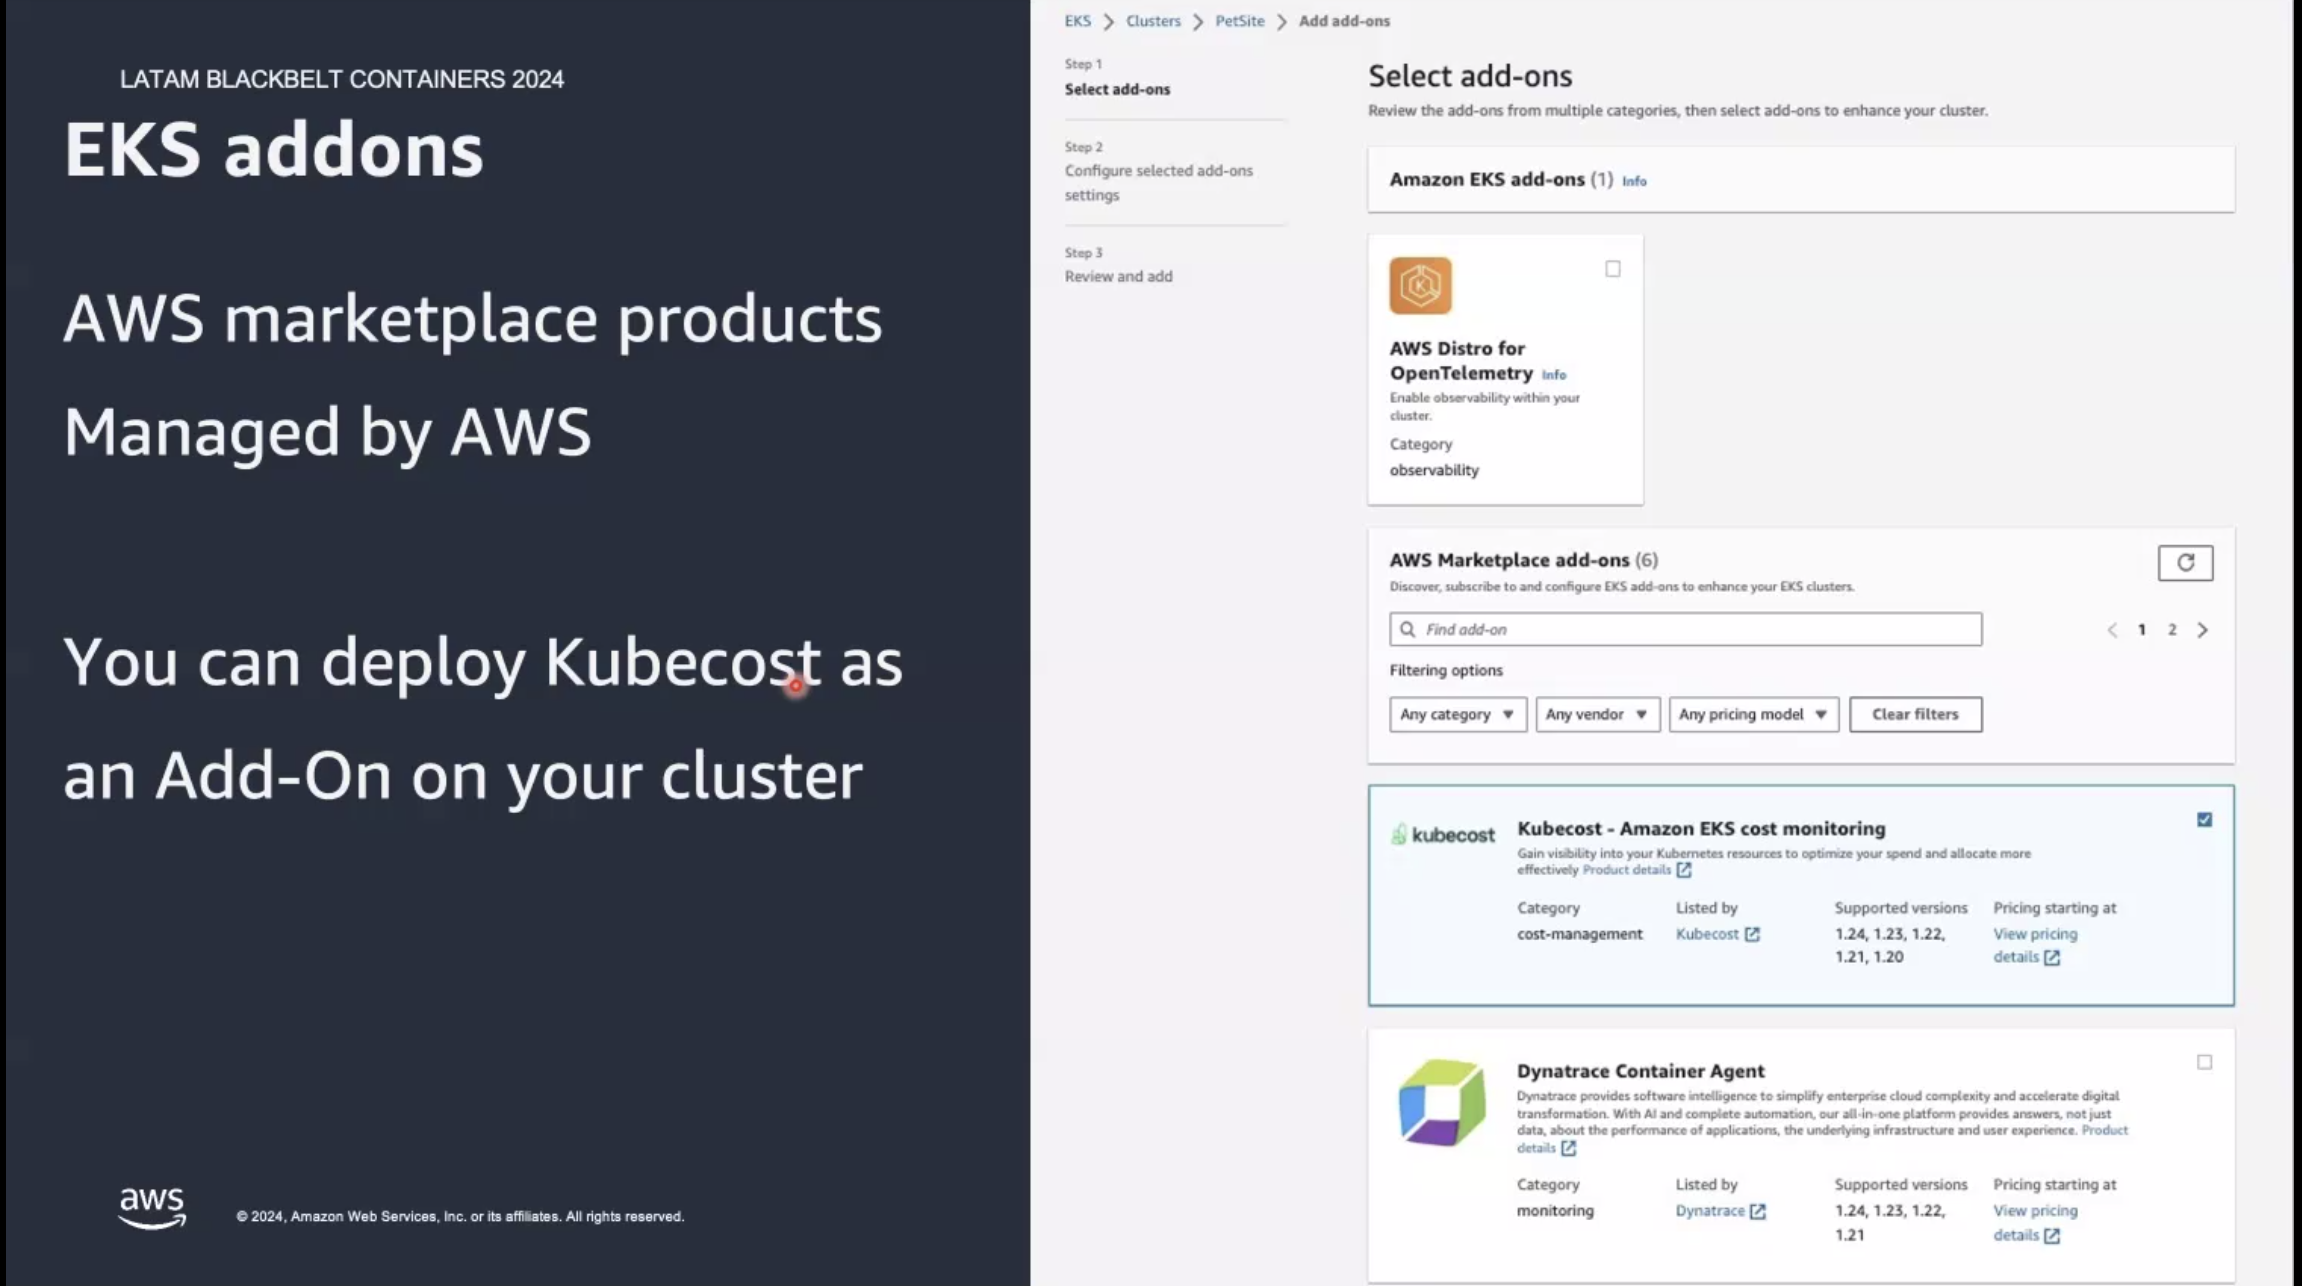 LATAM BLACKBELT CONTAINERS 2024
EKS addons
AWS marketplace products
Managed by AWS
You can deploy Kubecost as
an Add-On on your cluster
aws
© 2024, Amazon Web Services, Inc. or its affiliates. All rights reserved.
EKS > Clusters > PetSite > Add add-ons
Step 1
Select add-ons
Step 2
Configure selected add-ons
settings
Step 3
Review and add
Select add-ons
Review the add-ons from multiple categories, then select add-ons to enhance your cluster.
Amazon EKS add-ons (1) Info
AWS Distro for
OpenTelemetry Info
Enable observability within your
cluster.
Category
observability
AWS Marketplace add-ons (6)
Discover, subscribe to and configure EKS add-ons to enhance your EKS clusters.
Find add-on
< 1 2 >
Filtering options
Any category Any vendor Any pricing model Clear filters
kubecost
Kubecost - Amazon EKS cost monitoring
Gain visibility into your Kubernetes resources to optimize your spend and allocate more
effectively Product details
Category Listed by Supported versions Pricing starting at
cost-management Kubecost 1.24, 1.23, 1.22, View pricing
1.21, 1.20 details
Dynatrace Container Agent
Dynatrace provides software intelligence to simplify enterprise cloud complexity and accelerate digital
transformation. With AI and complete automation, our all-in-one platform provides answers, not just
data, about the performance of applications, the underlying infrastructure and user experience. Product
details
Category Listed by Supported versions Pricing starting at
monitoring Dynatrace 1.24, 1.23, 1.22, View pricing
1.21 details